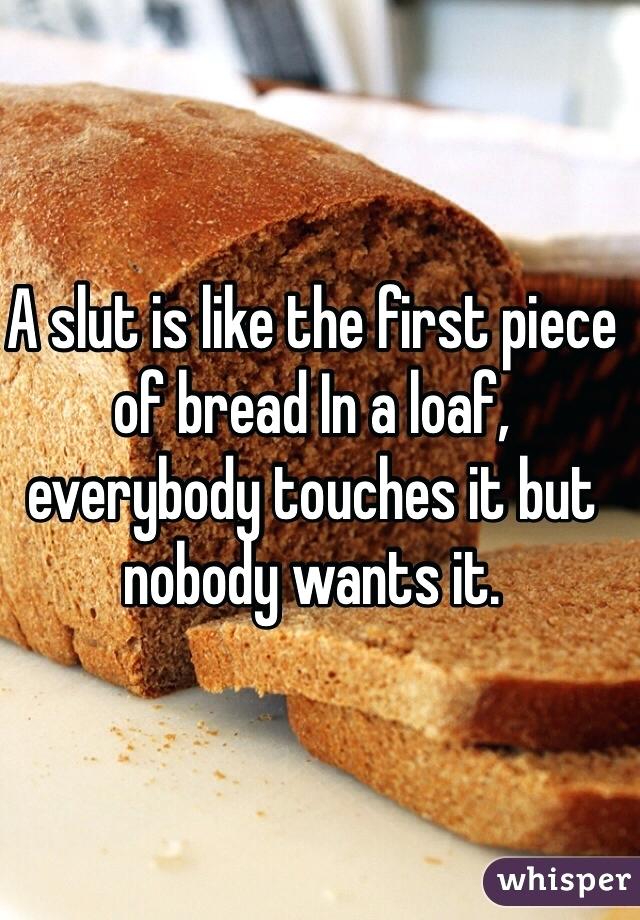 A slut is like the first piece
of bread In a loaf,
everybody touches it but
nobody wants it.
whisper